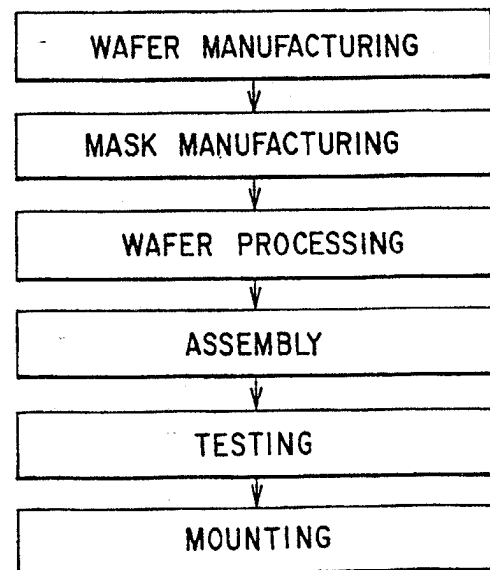 WAFER MANUFACTURING
MASK MANUFACTURING
WAFER PROCESSING
ASSEMBLY
TESTING
MOUNTING